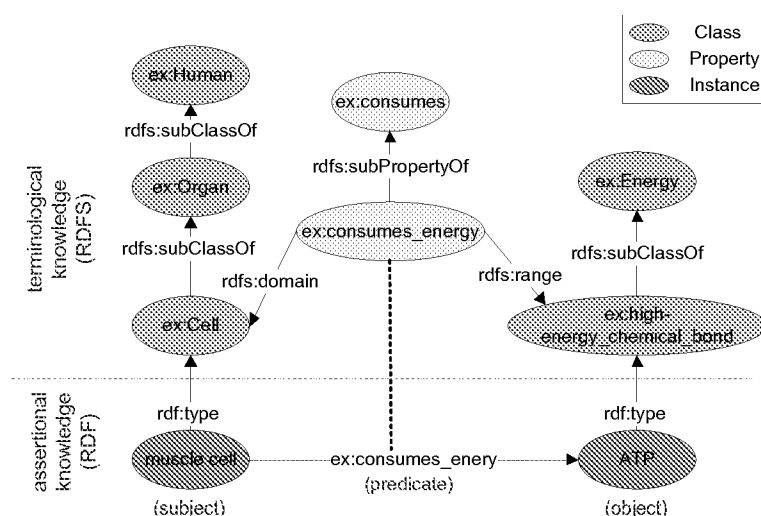 Class
Property
Instance
ex:Human
ex:consumes
rdfs:subClassOf
rdfs:subPropertyOf
ex:Organ
ex:Energy
ex:consumes_energy
rdfs:subClassOf
rdfs:subClassOf
rdfs:domain
rdfs:range
ex:Cell
ex:high-
energy_chemical_bond
terminological
knowledge
(RDFS)
rdf:type
rdf:type
muscle cell
ex:consumes_enery
ATP
(subject)
(predicate)
(object)
assertional
knowledge
(RDF)